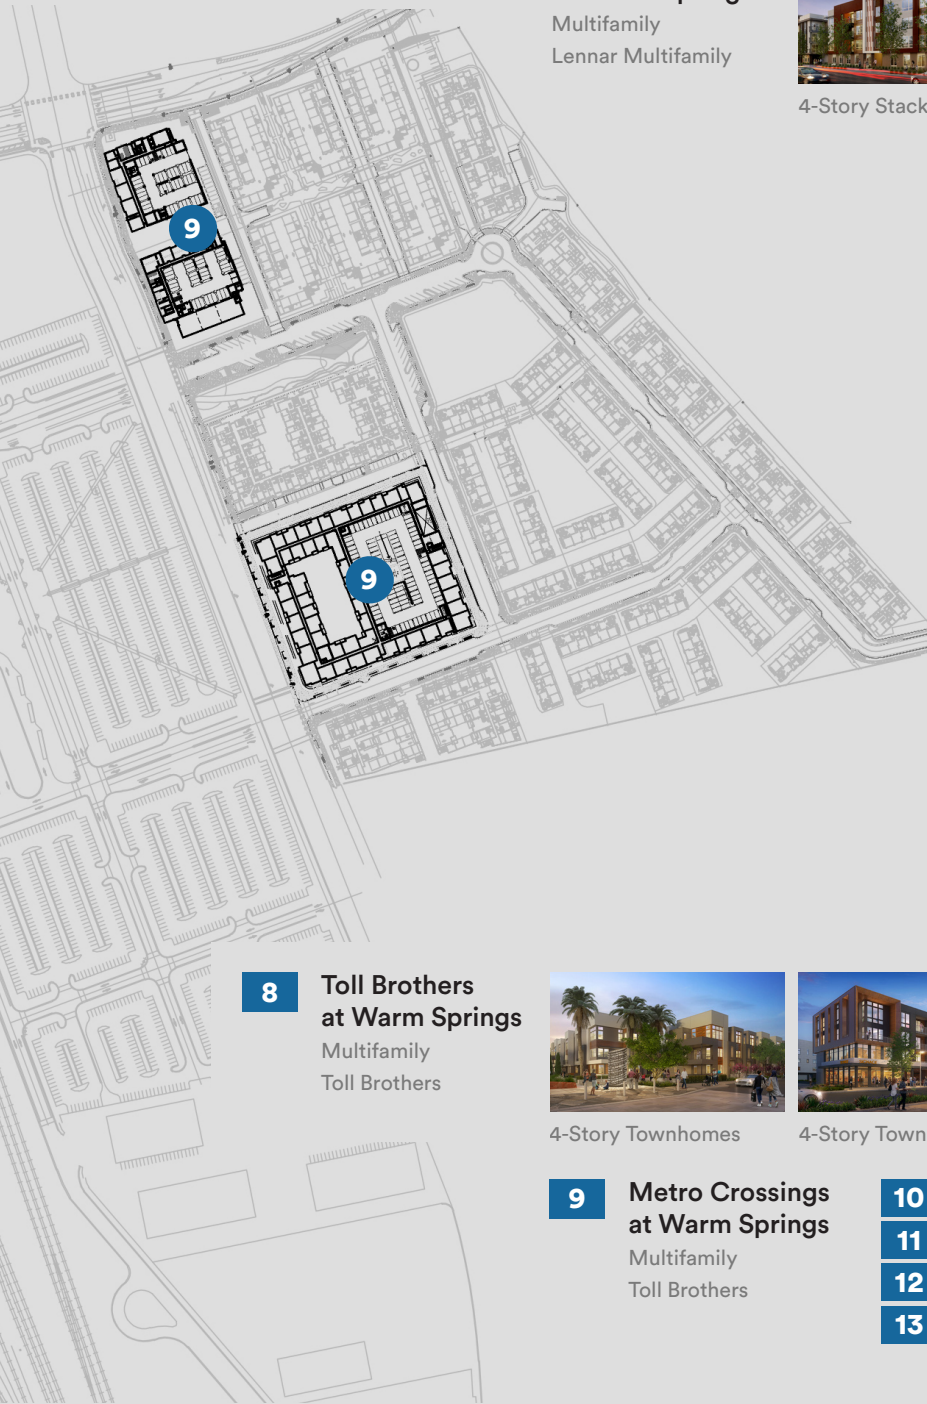 Multifamily
Lennar Multifamily
4-Story Stack
9
9
8
Toll Brothers
at Warm Springs
Multifamily
Toll Brothers
4-Story Townhomes
4-Story Town
9
Metro Crossings
at Warm Springs
Multifamily
Toll Brothers
10
11
12
13